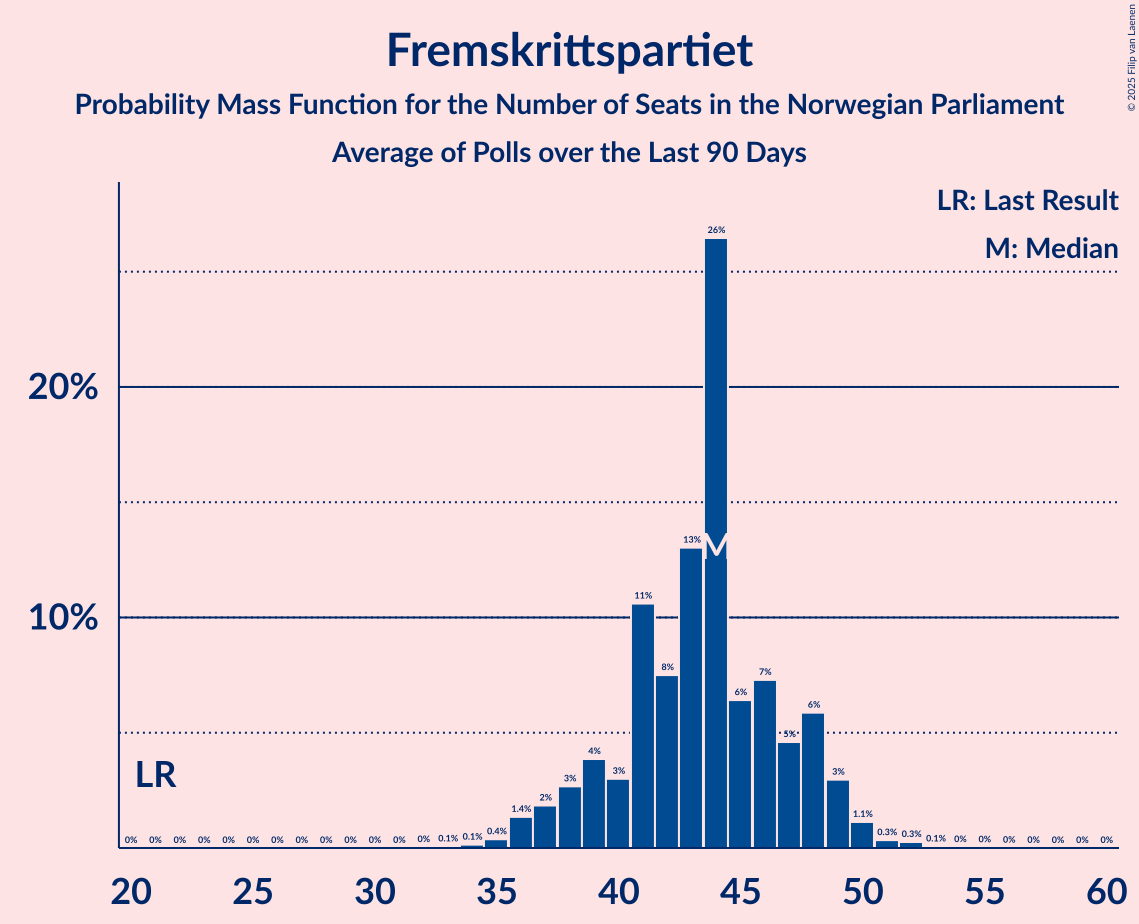 © 2025 Filip van Laenen
Fremskrittspartiet
Probability Mass Function for the Number of Seats in the Norwegian Parliament
Average of Polls over the Last 90 Days
LR: Last Result
M: Median
20%
10%
LR
M
0% 0% 0% 0% 0% 0% 0% 0% 0% 0% 0% 0% 0% 0.1% 0.1% 0.4% 1.4% 2% 3% 4% 3% 11% 8% 13% 26% 6% 7% 5% 6% 3% 1.1% 0.3% 0.3% 0.1% 0% 0% 0% 0% 0% 0% 0%
20 25 30 35 40 45 50 55 60